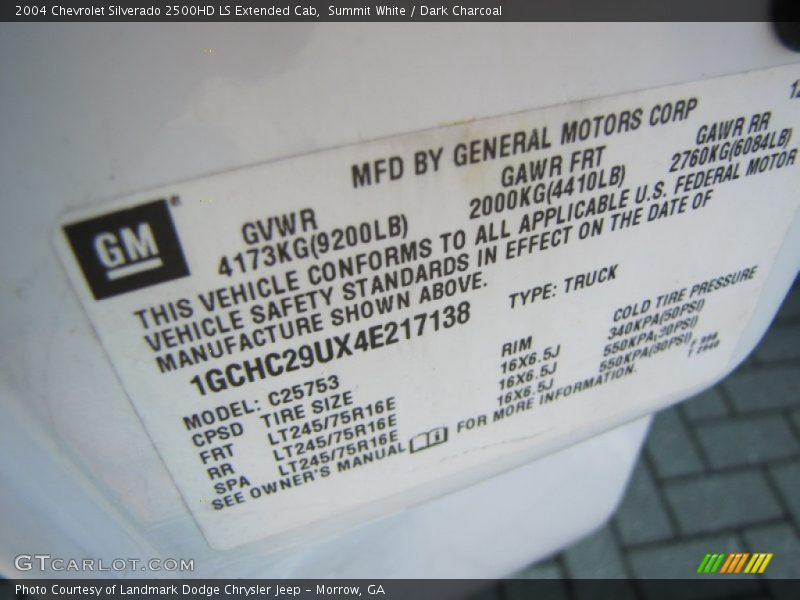 2004 Chevrolet Silverado 2500HD LS Extended Cab, Summit White / Dark Charcoal
12
MFD BY GENERAL MOTORS CORP
GM®
GVWR GAWR FRT GAWR RR
4173KG(9200LB) 2000KG(4410LB) 2760KG(6084LB)
THIS VEHICLE CONFORMS TO ALL APPLICABLE U.S. FEDERAL MOTOR
VEHICLE SAFETY STANDARDS IN EFFECT ON THE DATE OF
MANUFACTURE SHOWN ABOVE.
1GCHC29UX4E217138 TYPE: TRUCK
MODEL: C25753
CPSD TIRE SIZE RIM COLD TIRE PRESSURE
FRT LT245/75R16E 16X6.5J 340KPA(50PSI)
RR LT245/75R16E 16X6.5J 550KPA(80PSI)
SPA LT245/75R16E 16X6.5J 550KPA(80PSI)
SEE OWNER'S MANUAL FOR MORE INFORMATION.
GTCARLOT.COM
Photo Courtesy of Landmark Dodge Chrysler Jeep – Morrow, GA